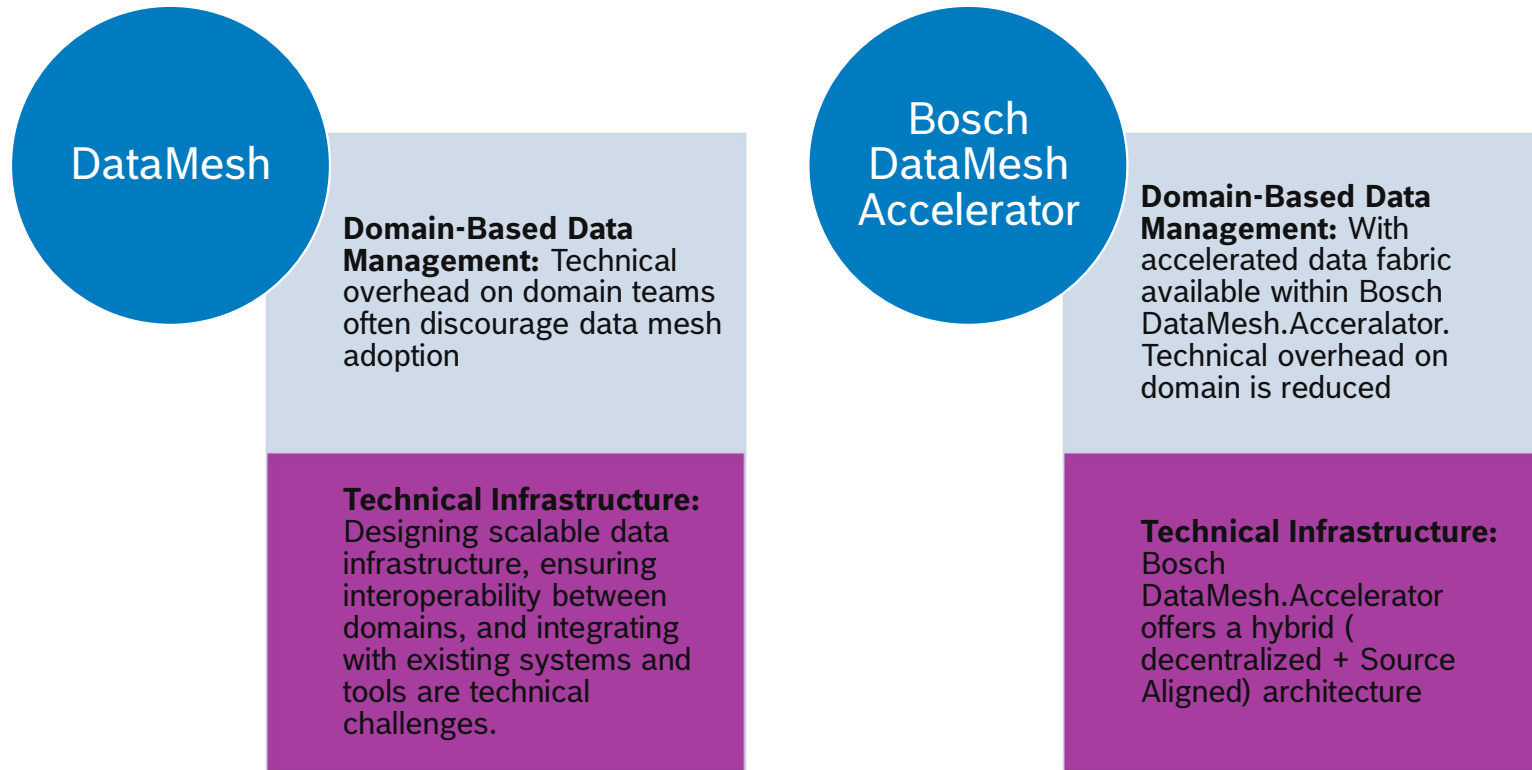 DataMesh
Domain-Based Data
Management: Technical
overhead on domain teams
often discourage data mesh
adoption
Technical Infrastructure:
Designing scalable data
infrastructure, ensuring
interoperability between
domains, and integrating
with existing systems and
tools are technical
challenges.
Bosch
DataMesh
Accelerator
Domain-Based Data
Management: With
accelerated data fabric
available within Bosch
DataMesh.Acceralator.
Technical overhead on
domain is reduced
Technical Infrastructure:
Bosch
DataMesh.Accelerator
offers a hybrid (
decentralized + Source
Aligned) architecture